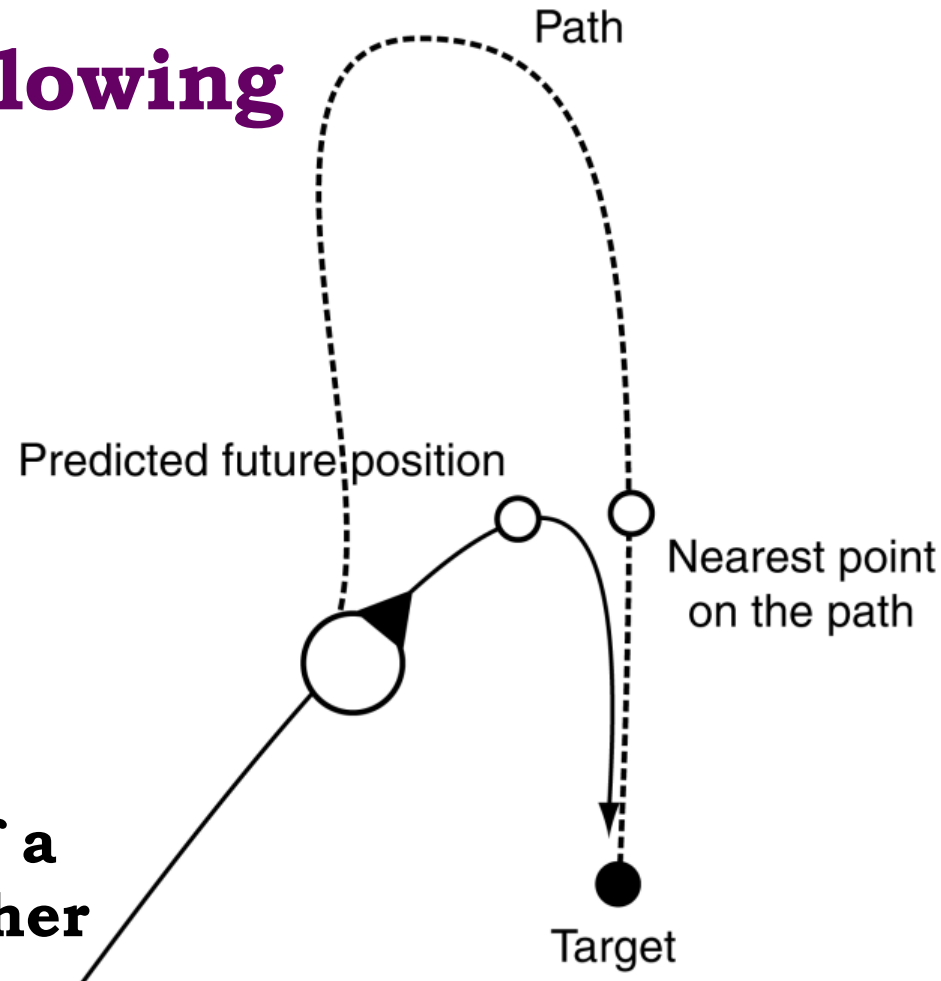 Path
lowing
Predicted future position
Nearest point
on the path
a
her
Target